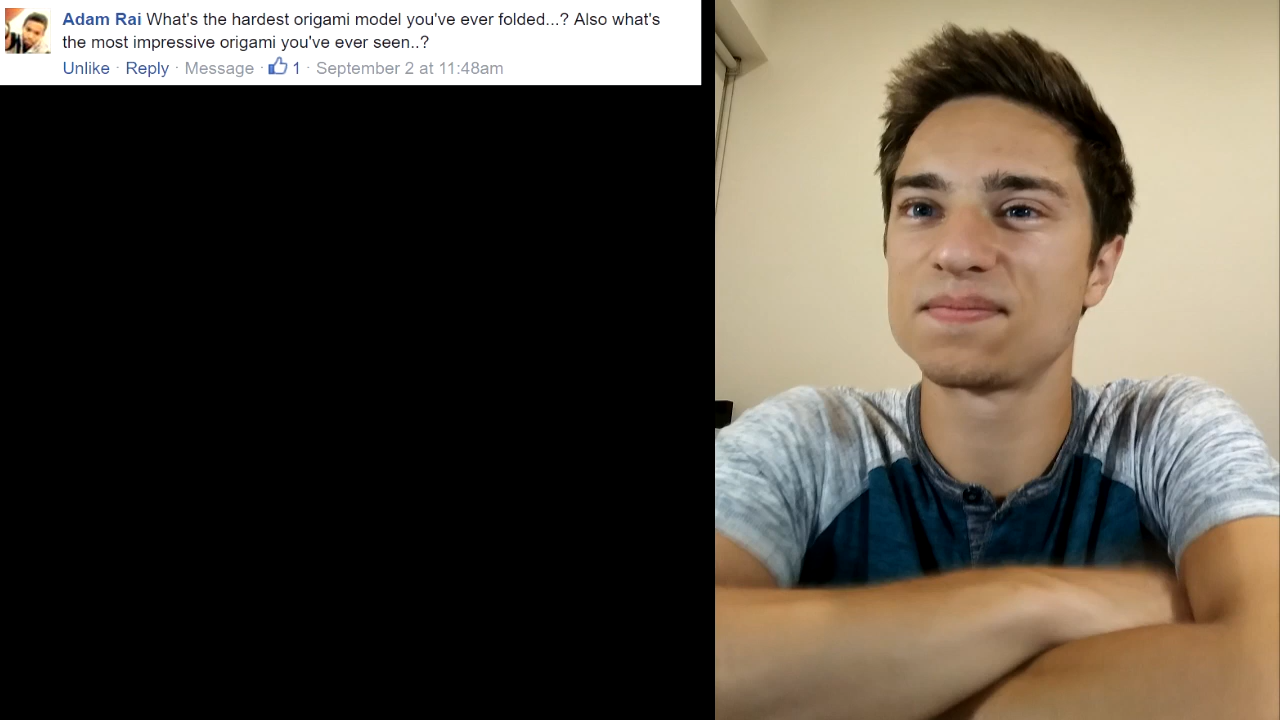 Adam Rai What's the hardest origami model you've ever folded...? Also what's
the most impressive origami you've ever seen..?
Unlike · Reply · Message · 1 · September 2 at 11:48am